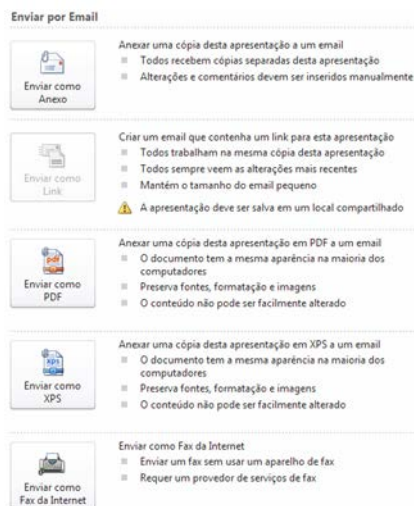 Enviar por Email
Enviar como
Anexo
Anexar uma cópia desta apresentação a um email
Todos recebem cópias separadas desta apresentação
Alterações e comentários devem ser inseridos manualmente
Enviar como
Link
Criar um email que contenha um link para esta apresentação
Todos trabalham na mesma cópia desta apresentação
Todos sempre veem as alterações mais recentes
Mantém o tamanho do email pequeno
A apresentação deve ser salva em um local compartilhado
pdf
Enviar como
PDF
Anexar uma cópia desta apresentação em PDF a um email
O documento tem a mesma aparência na maioria dos
computadores
Preserva fontes, formatação e imagens
O conteúdo não pode ser facilmente alterado
xps
Enviar como
XPS
Anexar uma cópia desta apresentação em XPS a um email
O documento tem a mesma aparência na maioria dos
computadores
Preserva fontes, formatação e imagens
O conteúdo não pode ser facilmente alterado
Enviar como
Fax da Internet
Enviar como Fax da Internet
Enviar um fax sem usar um aparelho de fax
Requer um provedor de serviços de fax